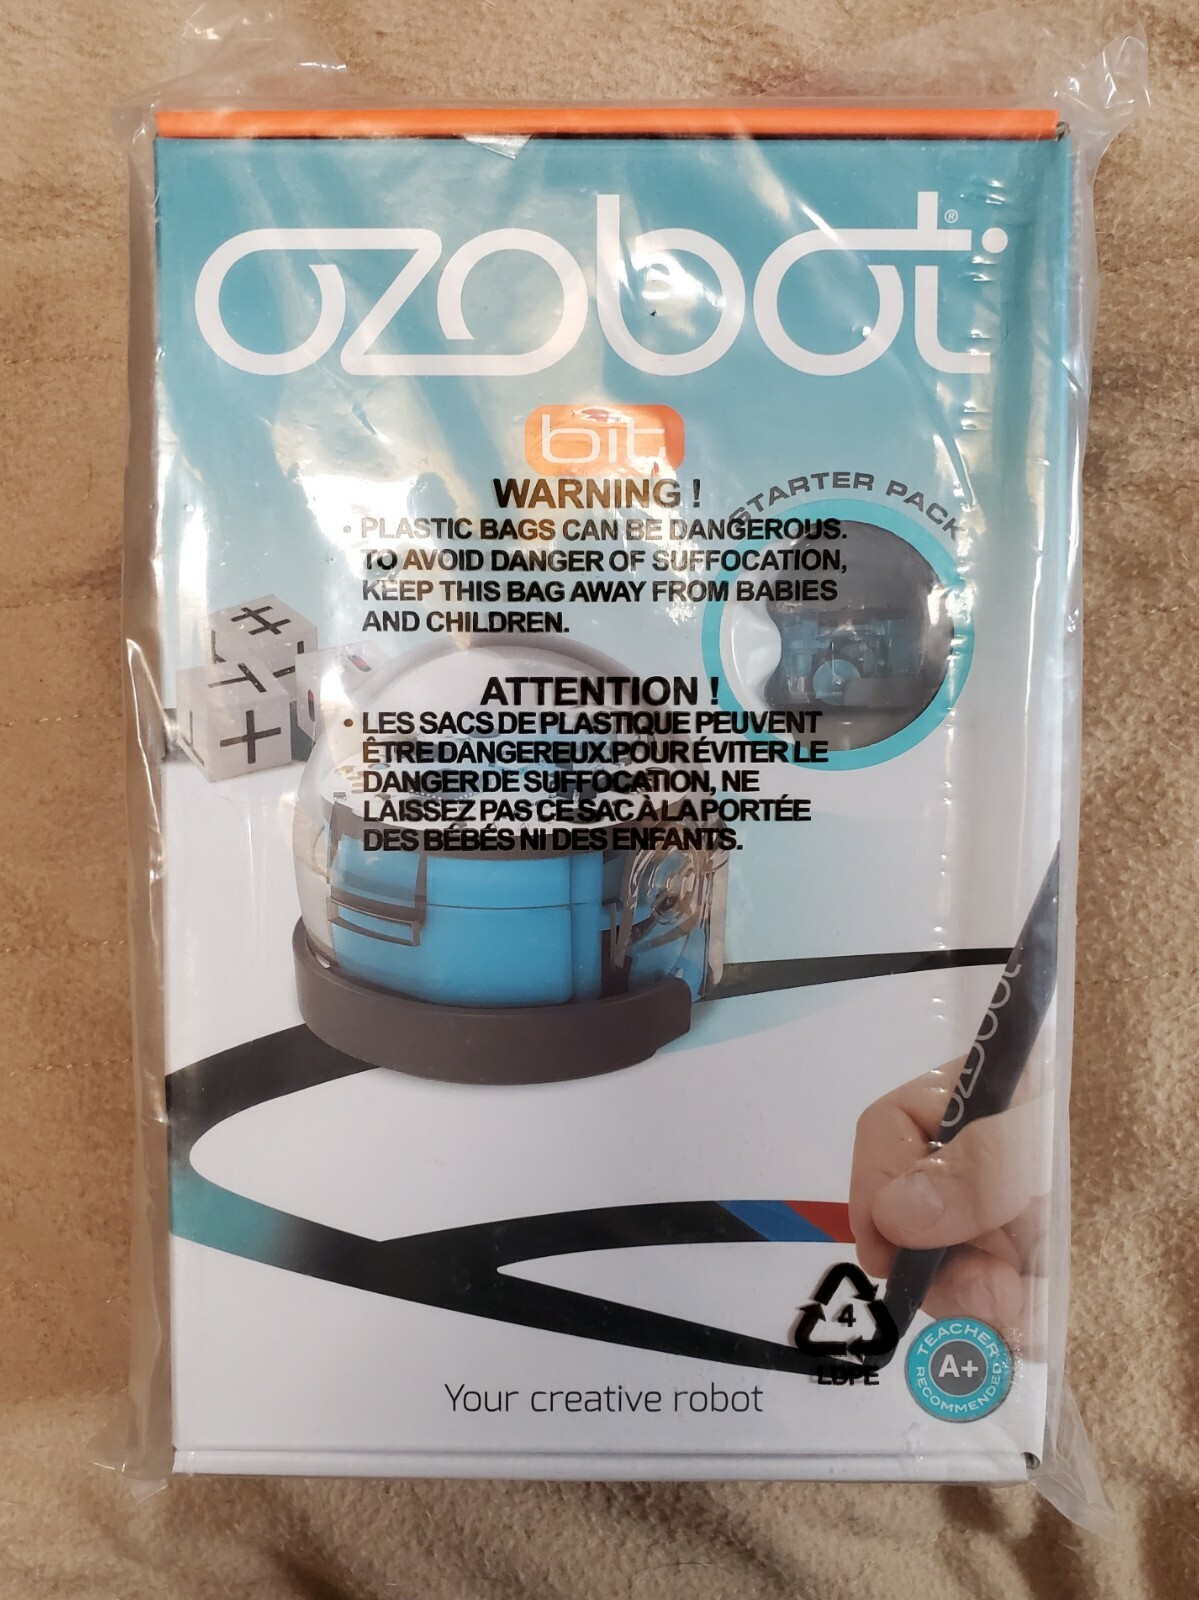 ozobot®
bit
STARTER PACK
WARNING !
• PLASTIC BAGS CAN BE DANGEROUS.
TO AVOID DANGER OF SUFFOCATION,
KEEP THIS BAG AWAY FROM BABIES
AND CHILDREN.
ATTENTION !
• LES SACS DE PLASTIQUE PEUVENT
ÊTRE DANGEREUX.POUR ÉVITER LE
DANGER DE SUFFOCATION, NE
LAISSEZ PAS CE SAC À LA PORTÉE
DES BÉBÉS NI DES ENFANTS.
ozobot
4
LDPE
TEACHER
A+
RECOMMENDED
Your creative robot